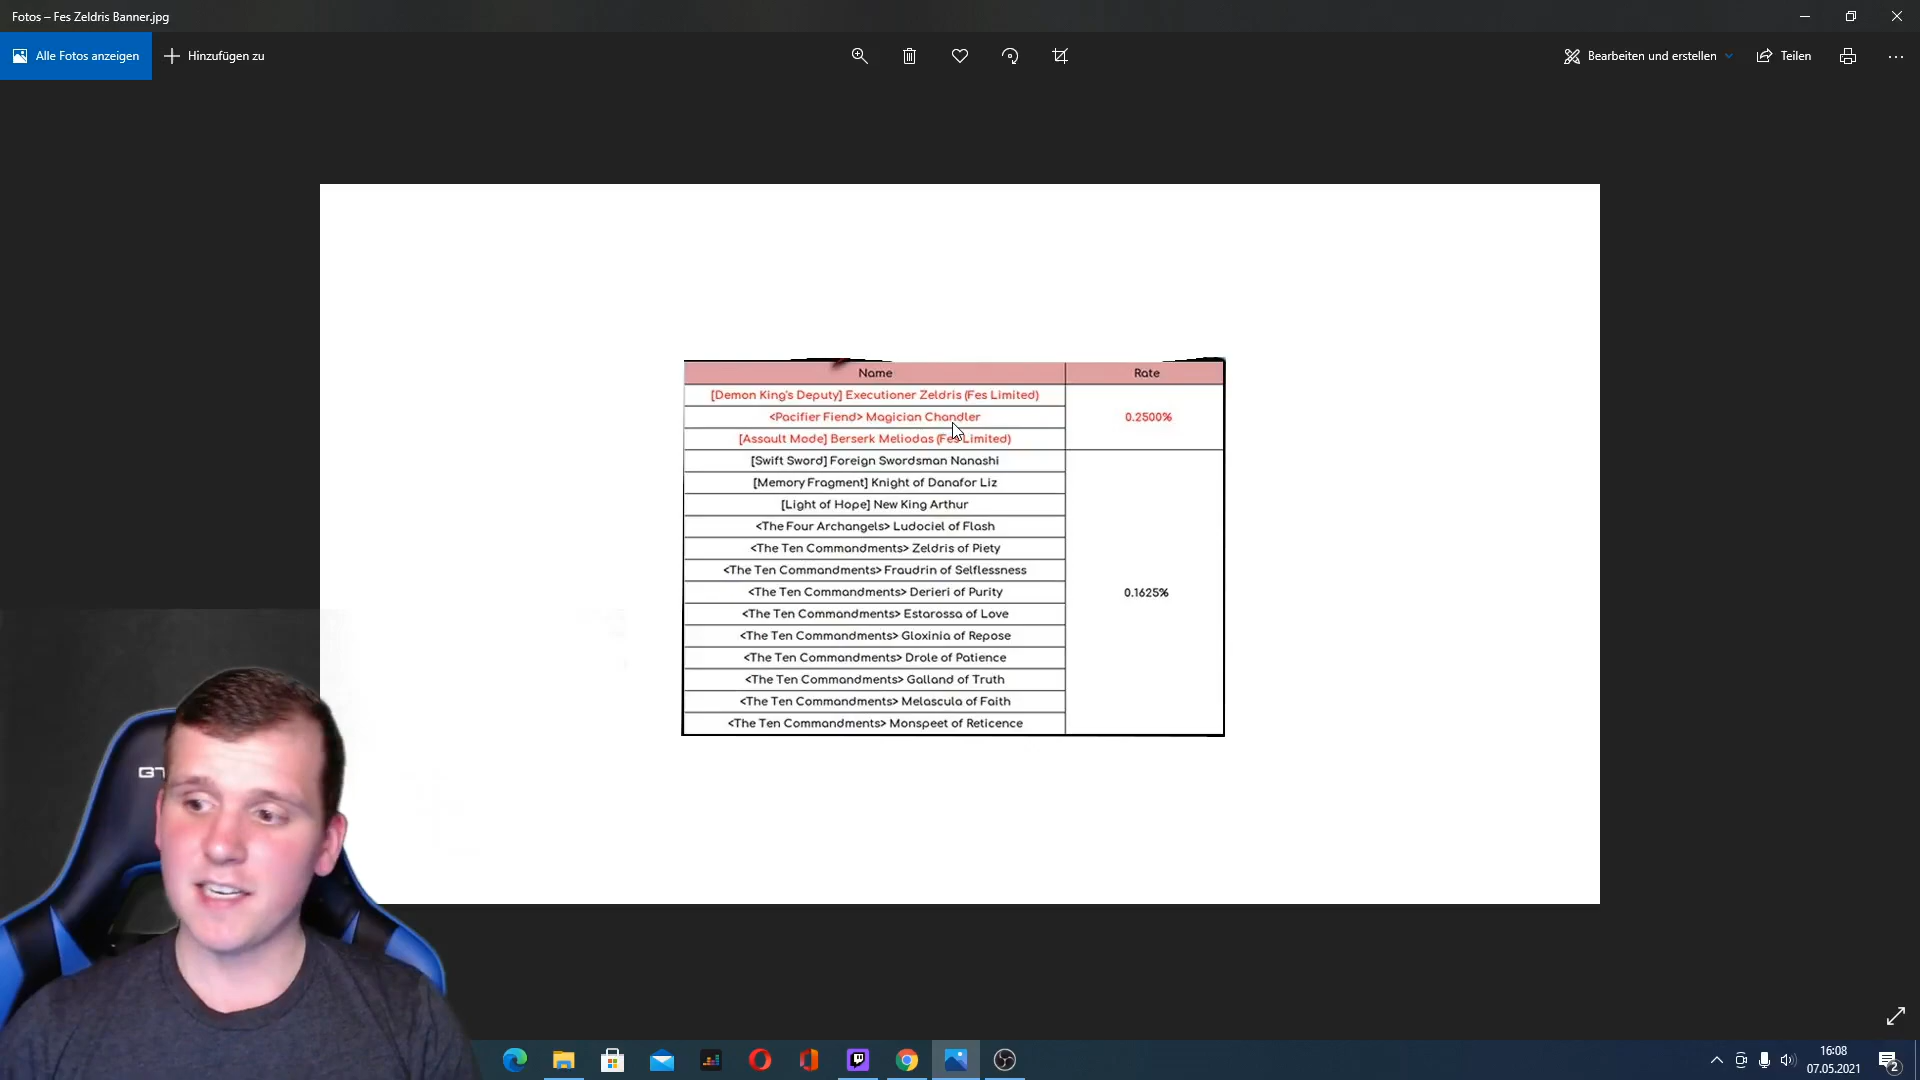 Fotos – Fes Zeldris Banner.jpg
Alle Fotos anzeigen
Hinzufügen zu
Bearbeiten und erstellen
Teilen
Name Rate
[Demon King's Deputy] Executioner Zeldris (Fes Limited)
<Pacifier Fiend> Magician Chandler 0.2500%
[Assault Mode] Berserk Meliodas (Fes Limited)
[Swift Sword] Foreign Swordsman Nanashi
[Memory Fragment] Knight of Danafor Liz
[Light of Hope] New King Arthur
<The Four Archangels> Ludociel of Flash
<The Ten Commandments> Zeldris of Piety
<The Ten Commandments> Fraudrin of Selflessness
<The Ten Commandments> Derieri of Purity 0.1625%
<The Ten Commandments> Estarossa of Love
<The Ten Commandments> Gloxinia of Repose
<The Ten Commandments> Drole of Patience
<The Ten Commandments> Galland of Truth
<The Ten Commandments> Melascula of Faith
<The Ten Commandments> Monspeet of Reticence
GT
16:08
07.05.2021
2